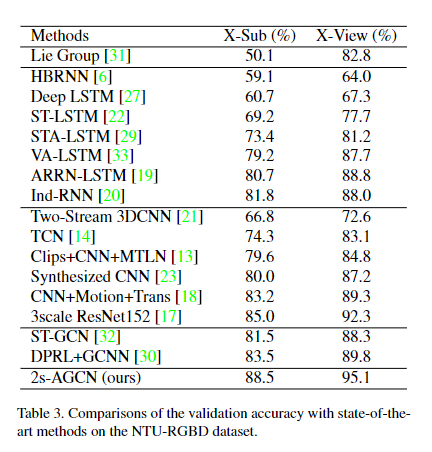 Methods X-Sub (%) X-View (%)
Lie Group [31] 50.1 82.8
HBRNN [6] 59.1 64.0
Deep LSTM [27] 60.7 67.3
ST-LSTM [22] 69.2 77.7
STA-LSTM [29] 73.4 81.2
VA-LSTM [33] 79.2 87.7
ARRN-LSTM [19] 80.7 88.8
Ind-RNN [20] 81.8 88.0
Two-Stream 3DCNN [21] 66.8 72.6
TCN [14] 74.3 83.1
Clips+CNN+MTLN [13] 79.6 84.8
Synthesized CNN [23] 80.0 87.2
CNN+Motion+Trans [18] 83.2 89.3
3scale ResNet152 [17] 85.0 92.3
ST-GCN [32] 81.5 88.3
DPRL+GCNN [30] 83.5 89.8
2s-AGCN (ours) 88.5 95.1
Table 3. Comparisons of the validation accuracy with state-of-the-
art methods on the NTU-RGBD dataset.